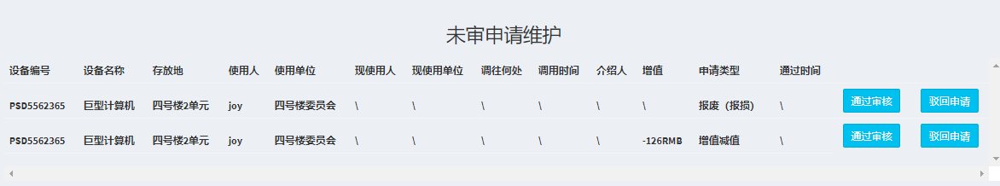 未审申请维护
设备编号 设备名称 存放地 使用人 使用单位 现使用人 现使用单位 调往何处 调用时间 介绍人 增值 申请类型 通过时间
PSD5562365 巨型计算机 四号楼2单元 joy 四号楼委员会 \ \ \ \ \ \ 报废（报损） \ 通过审核 驳回申请
PSD5562365 巨型计算机 四号楼2单元 joy 四号楼委员会 \ \ \ \ \ -126RMB 增值减值 \ 通过审核 驳回申请